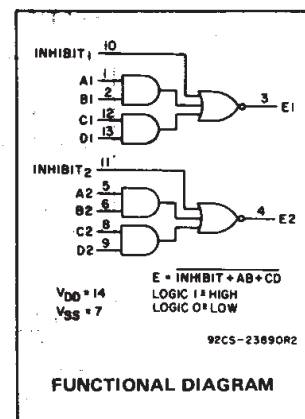 10
INHIBIT1
A1 1
B1 2
C1 12
D1 13
3 E1
11
INHIBIT2
A2 5
B2 6
C2 8
D2 9
4 E2
E = INHIBIT + AB + CD
VDD = 14
LOGIC 1 = HIGH
VSS = 7
LOGIC 0 = LOW
92CS-23890R2
FUNCTIONAL DIAGRAM